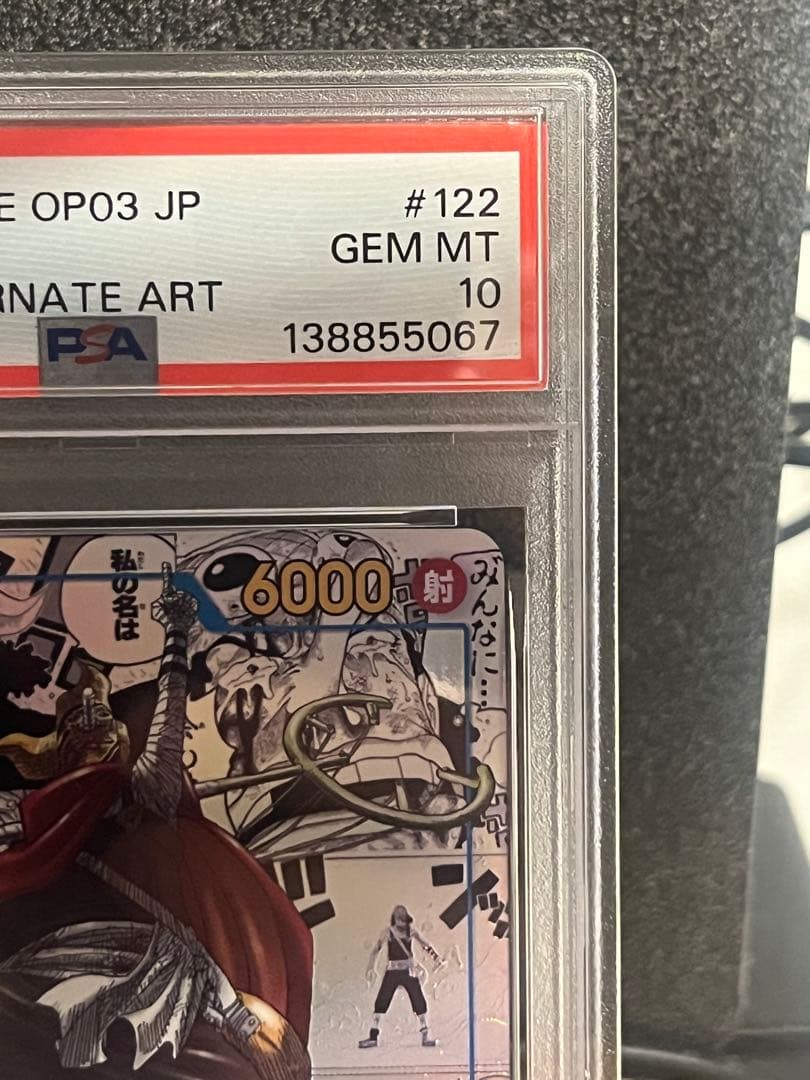 E OP03 JP
#122
GEM MT
RNATE ART
10
PSA
138855067
私の名は
6000
射
みんなに…